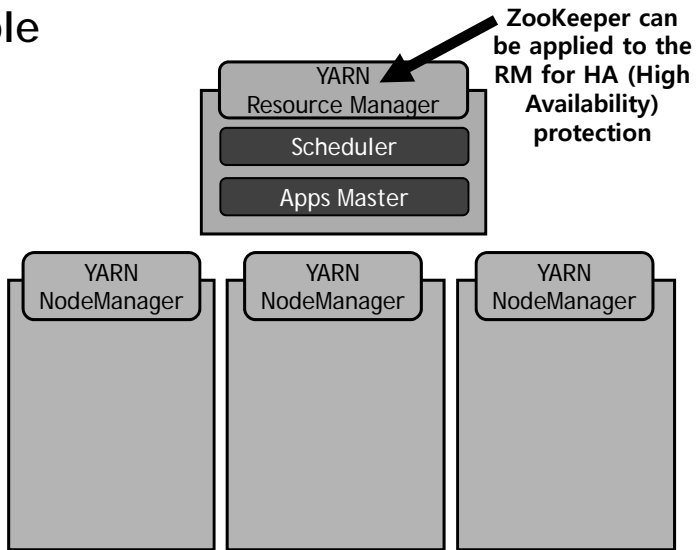 ZooKeeper can
be applied to the
RM for HA (High
Availability)
protection
YARN
Resource Manager
Scheduler
Apps Master
YARN
NodeManager
YARN
NodeManager
YARN
NodeManager